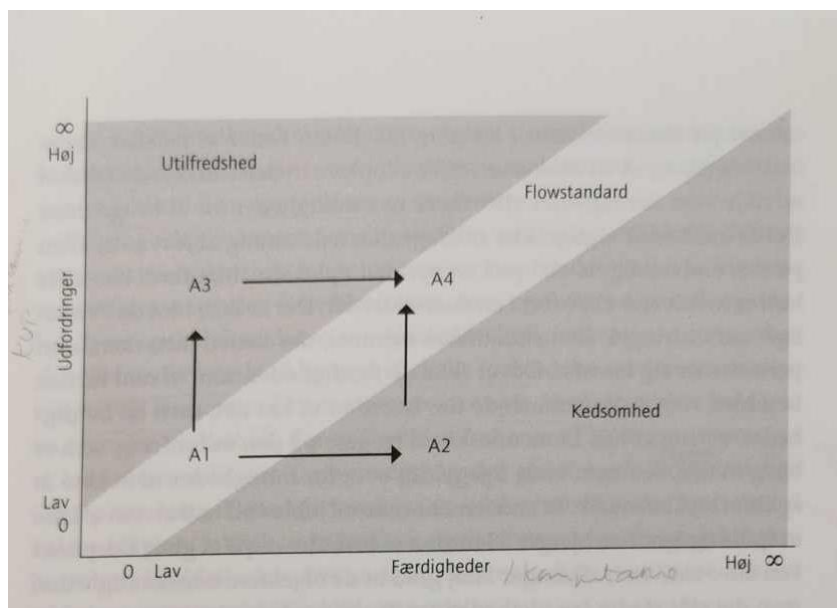 ∞
Høj
Utilfredshed
Flowstandard
A3
A4
Udfordringer
Kedsomhed
A1
A2
Lav
0
0 Lav
Færdigheder
Høj ∞